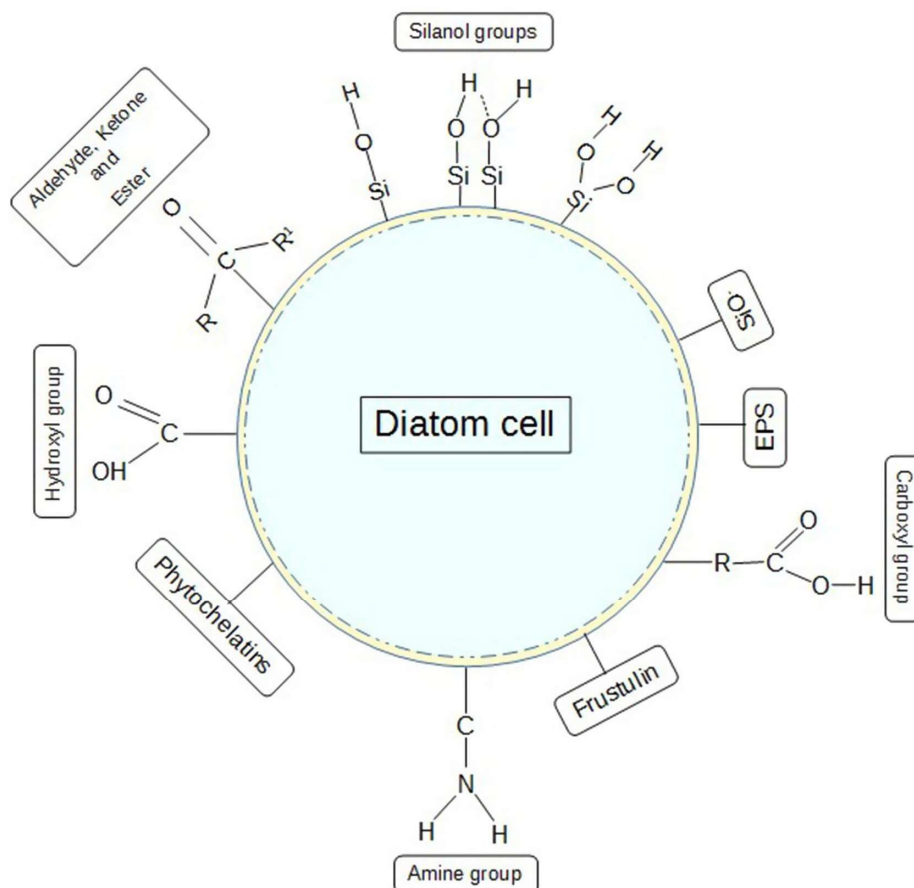 Silanol groups
H
O
Si
H
O
Si
H
O
Si
H
O
H
O
Si
Aldehyde, Ketone
and
Ester
O
C
R¹
R
SiO-
Hydroxyl group
O
C
OH
Diatom cell
EPS
Carboxyl group
O
R
C
O
H
Phytochelatins
Frustulin
C
N
H
H
Amine group